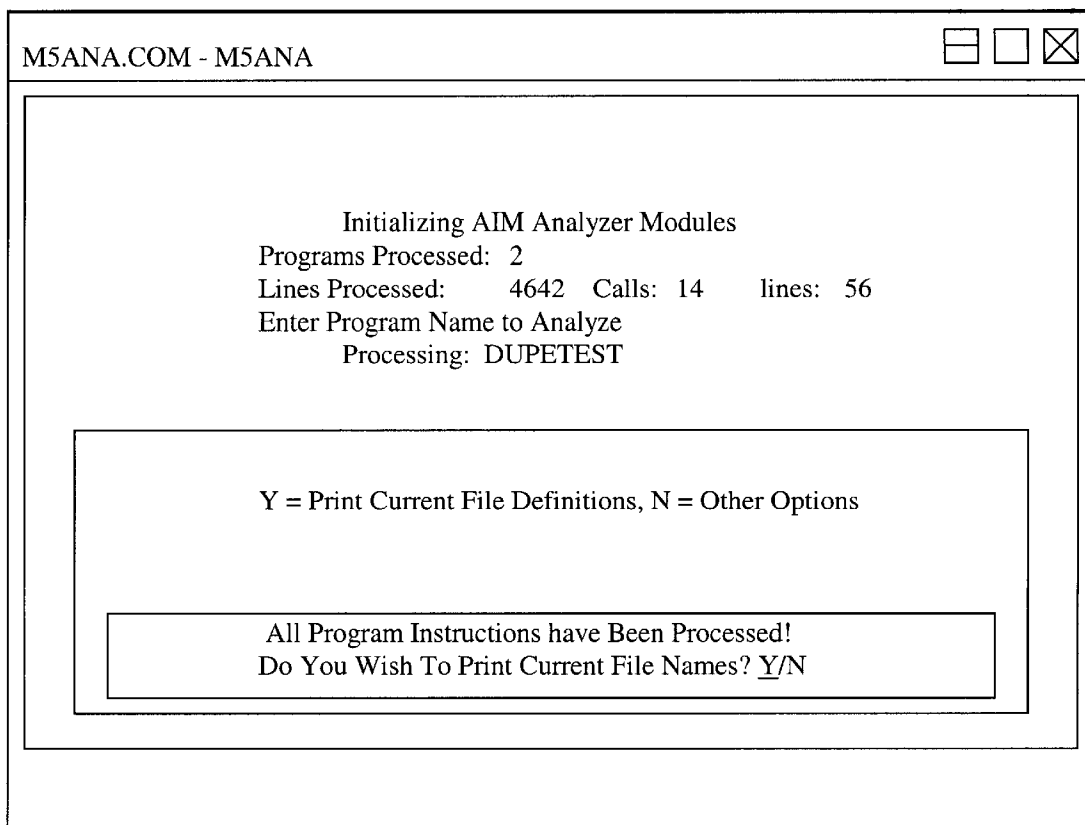 M5ANA.COM - M5ANA
Initializing AIM Analyzer Modules
Programs Processed: 2
Lines Processed: 4642 Calls: 14 lines: 56
Enter Program Name to Analyze
Processing: DUPETEST
Y = Print Current File Definitions, N = Other Options
All Program Instructions have Been Processed!
Do You Wish To Print Current File Names? Y/N